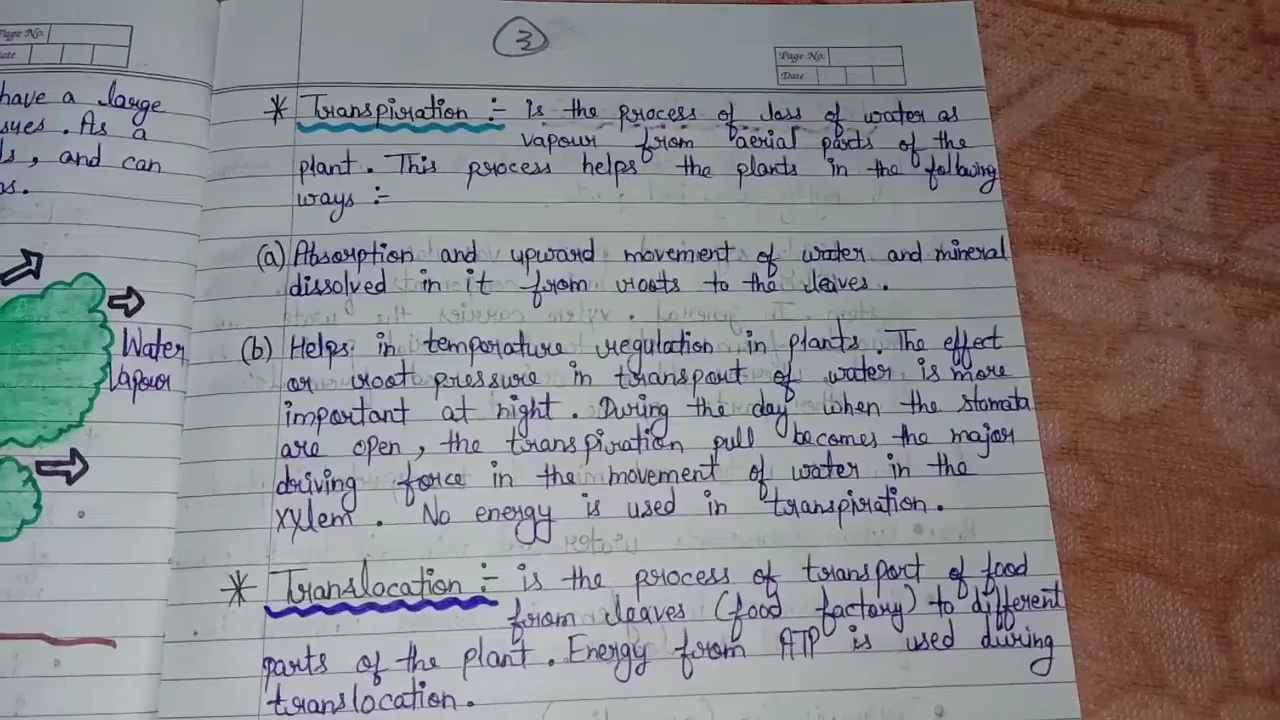 Page No.
ate
have a large
syes. As a
ls, and can
os.
Water
Vapour
3
Page No.
Date
* Transpiration :- is the process of loss of water as
vapour from aerial parts of the
plant. This process helps the plants in the following
ways :-
(a) Absorption and upward movement of water and mineral
dissolved in it from roots to the leaves.
(b) Helps in temperature regulation in plants. The effect
or root pressure in transport of water is more
important at night. During the day when the stomata
are open, the transpiration pull becomes the major
driving force in the movement of water in the
xylem. No energy is used in transpiration.
* Translocation :- is the process of transport of food
from leaves (food factory) to different
parts of the plant. Energy from ATP is used during
translocation.